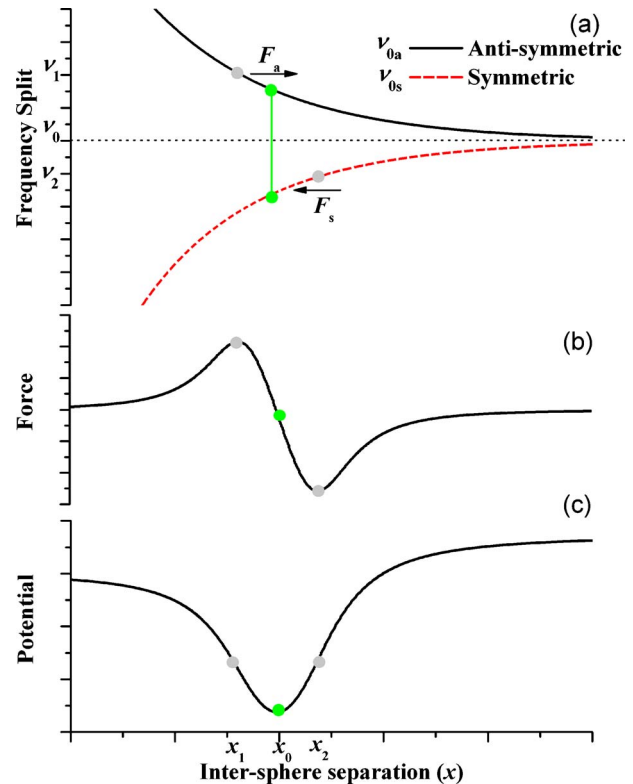 (a)
ν₀ₐ Anti-symmetric
ν₀ₛ Symmetric
ν₁
Fₐ
ν₀
ν₂
Fₛ
Frequency Split
(b)
Force
(c)
Potential
x₁ x₀ x₂
Inter-sphere separation (x)